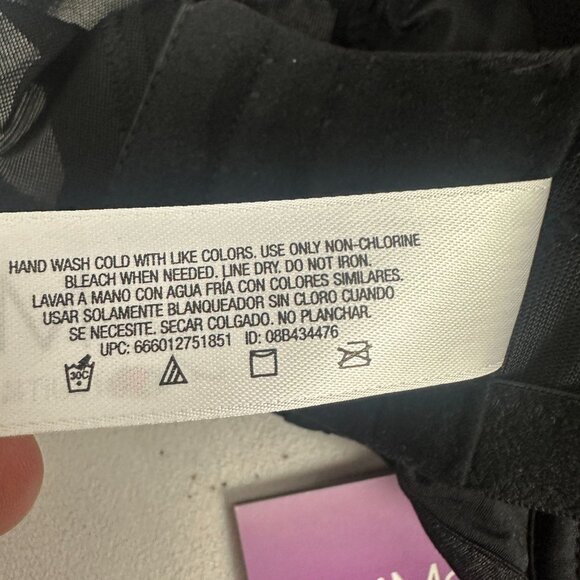 HAND WASH COLD WITH LIKE COLORS. USE ONLY NON-CHLORINE
BLEACH WHEN NEEDED. LINE DRY. DO NOT IRON.
LAVAR A MANO CON AGUA FRÍA CON COLORES SIMILARES.
USAR SOLAMENTE BLANQUEADOR SIN CLORO CUANDO
SE NECESITE. SECAR COLGADO. NO PLANCHAR.
UPC: 666012751851 ID: 08B434476
30C